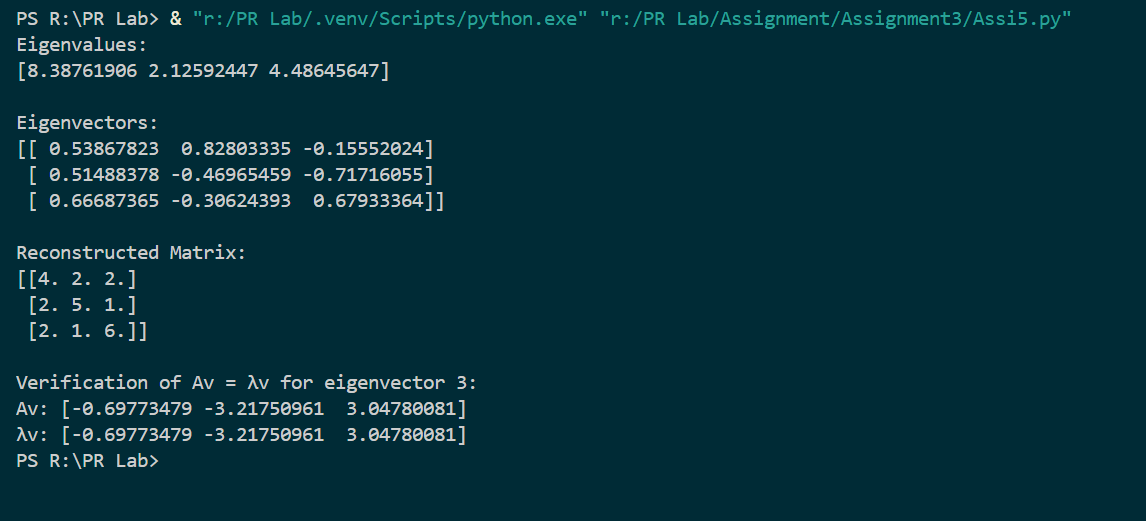 PS R:\PR Lab> & "r:/PR Lab/.venv/Scripts/python.exe" "r:/PR Lab/Assignment/Assignment3/Assi5.py"
Eigenvalues:
[8.38761906 2.12592447 4.48645647]
Eigenvectors:
[[ 0.53867823  0.82803335 -0.15552024]
 [ 0.51488378 -0.46965459 -0.71716055]
 [ 0.66687365 -0.30624393  0.67933364]]
Reconstructed Matrix:
[[4. 2. 2.]
 [2. 5. 1.]
 [2. 1. 6.]]
Verification of Av = λv for eigenvector 3:
Av: [-0.69773479 -3.21750961  3.04780081]
λv: [-0.69773479 -3.21750961  3.04780081]
PS R:\PR Lab>